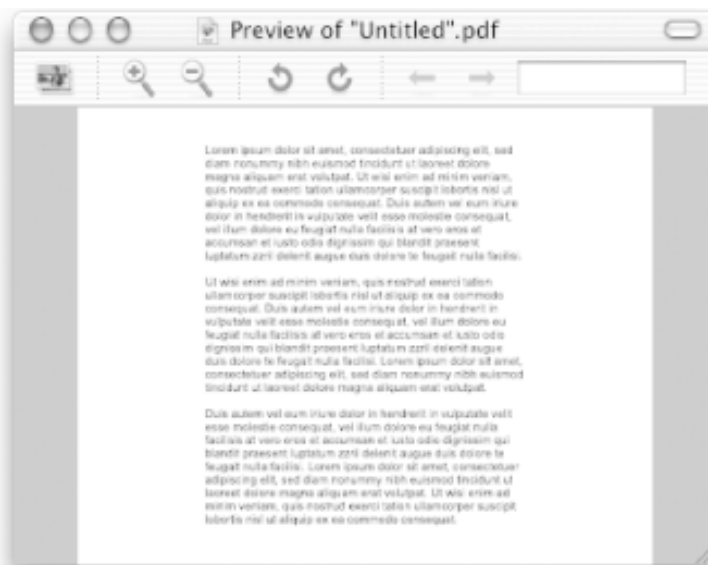 Preview of "Untitled".pdf
Lorem ipsum dolor sit amet, consectetuer adipiscing elit, sed
diam nonummy nibh euismod tincidunt ut laoreet dolore
magna aliquam erat volutpat. Ut wisi enim ad minim veniam,
quis nostrud exerci tation ullamcorper suscipit lobortis nisl ut
aliquip ex ea commodo consequat. Duis autem vel eum iriure
dolor in hendrerit in vulputate velit esse molestie consequat,
vel illum dolore eu feugiat nulla facilisis at vero eros et
accumsan et iusto odio dignissim qui blandit praesent
luptatum zzril delenit augue duis dolore te feugait nulla facilisi.
Ut wisi enim ad minim veniam, quis nostrud exerci tation
ullamcorper suscipit lobortis nisl ut aliquip ex ea commodo
consequat. Duis autem vel eum iriure dolor in hendrerit in
vulputate velit esse molestie consequat, vel illum dolore eu
feugiat nulla facilisis at vero eros et accumsan et iusto odio
dignissim qui blandit praesent luptatum zzril delenit augue
duis dolore te feugait nulla facilisi. Lorem ipsum dolor sit amet,
consectetuer adipiscing elit, sed diam nonummy nibh euismod
tincidunt ut laoreet dolore magna aliquam erat volutpat.
Duis autem vel eum iriure dolor in hendrerit in vulputate velit
esse molestie consequat, vel illum dolore eu feugiat nulla
facilisis at vero eros et accumsan et iusto odio dignissim qui
blandit praesent luptatum zzril delenit augue duis dolore te
feugait nulla facilisi. Lorem ipsum dolor sit amet, consectetuer
adipiscing elit, sed diam nonummy nibh euismod tincidunt ut
laoreet dolore magna aliquam erat volutpat. Ut wisi enim ad
minim veniam, quis nostrud exerci tation ullamcorper suscipit
lobortis nisl ut aliquip ex ea commodo consequat.